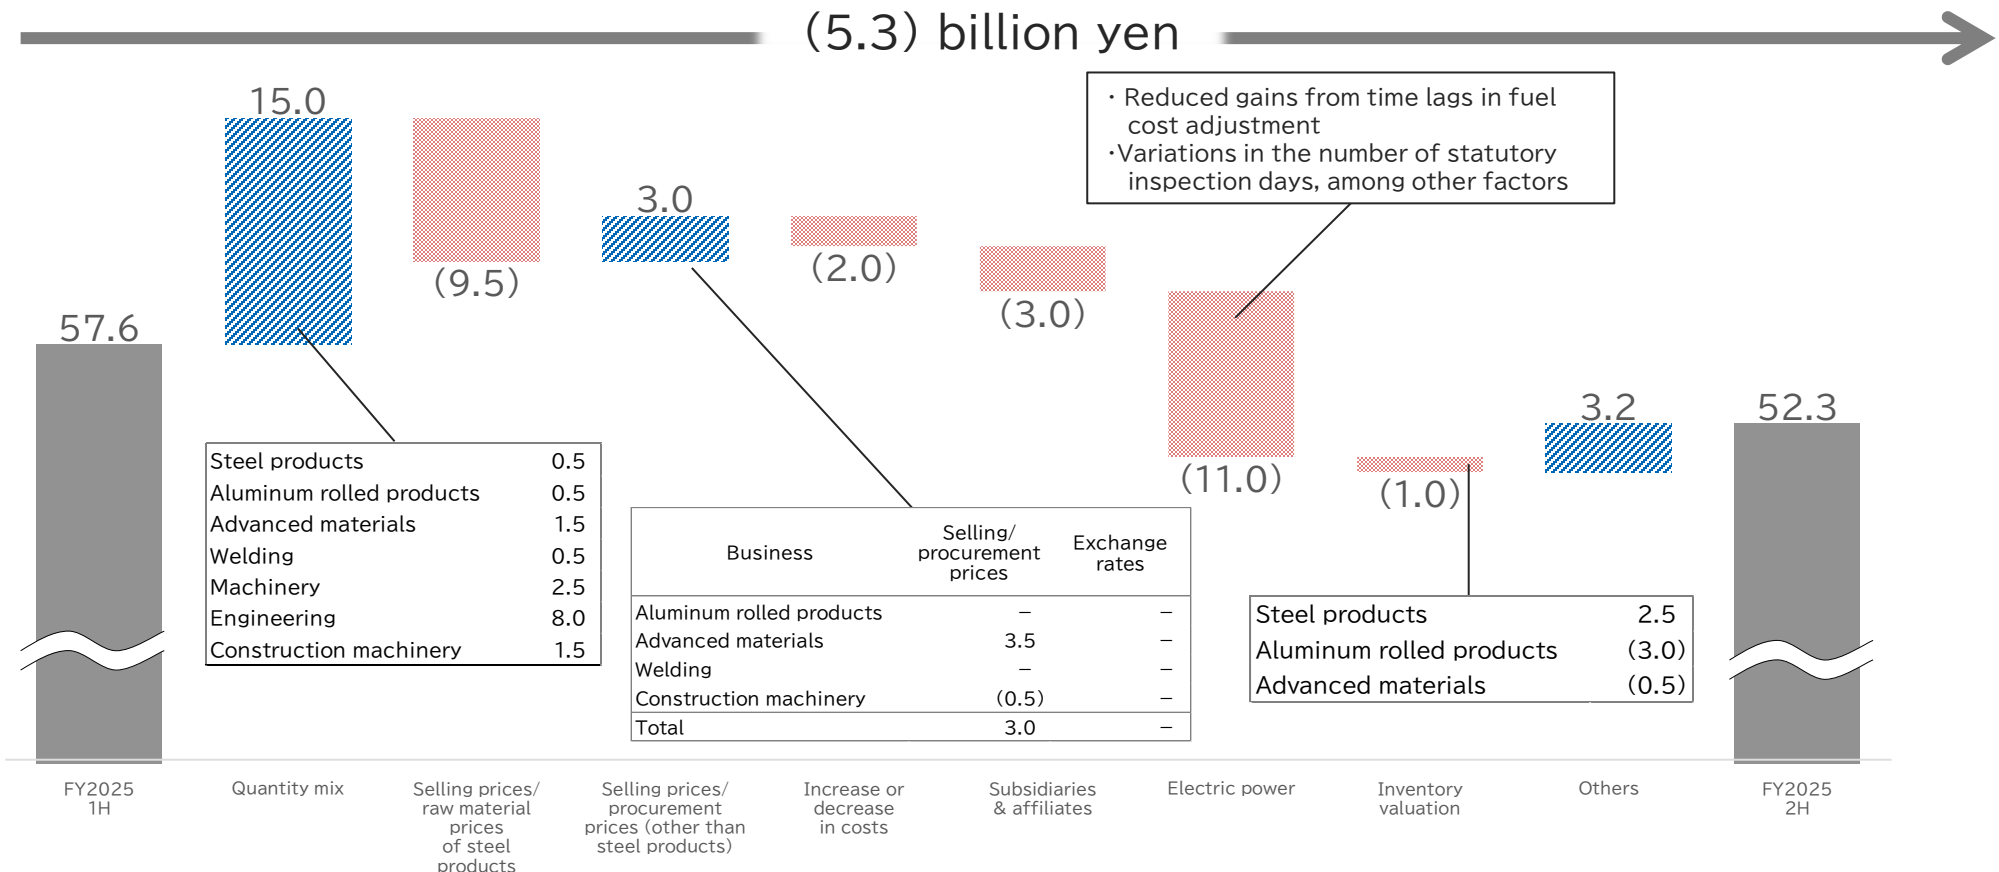 (5.3) billion yen
・Reduced gains from time lags in fuel
cost adjustment
・Variations in the number of statutory
inspection days, among other factors
57.6
15.0
(9.5)
3.0
(2.0)
(3.0)
(11.0)
(1.0)
3.2
52.3
Steel products 0.5
Aluminum rolled products 0.5
Advanced materials 1.5
Welding 0.5
Machinery 2.5
Engineering 8.0
Construction machinery 1.5
Business
Selling/
procurement
prices
Exchange
rates
Aluminum rolled products – –
Advanced materials 3.5 –
Welding – –
Construction machinery (0.5) –
Total 3.0 –
Steel products 2.5
Aluminum rolled products (3.0)
Advanced materials (0.5)
FY2025
1H
Quantity mix
Selling prices/
raw material
prices
of steel
products
Selling prices/
procurement
prices (other than
steel products)
Increase or
decrease
in costs
Subsidiaries
& affiliates
Electric power
Inventory
valuation
Others
FY2025
2H